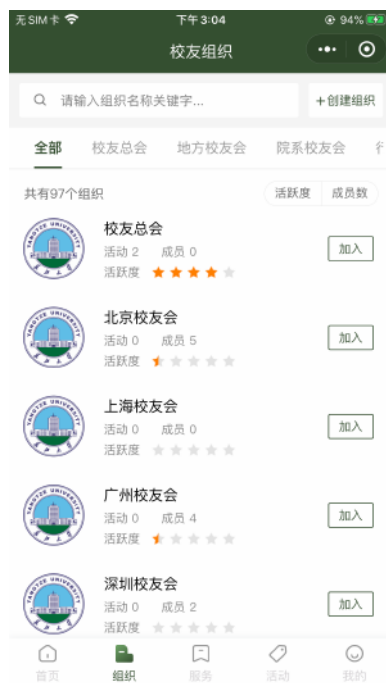 无SIM卡
下午3:04
94%
校友组织
请输入组织名称关键字...
+创建组织
全部
校友总会
地方校友会
院系校友会
共有97个组织
活跃度
成员数
校友总会
活动 2 成员 0
活跃度
加入
北京校友会
活动 0 成员 5
活跃度
加入
上海校友会
活动 0 成员 0
活跃度
加入
广州校友会
活动 0 成员 4
活跃度
加入
深圳校友会
活动 0 成员 2
活跃度
加入
首页
组织
服务
活动
我的